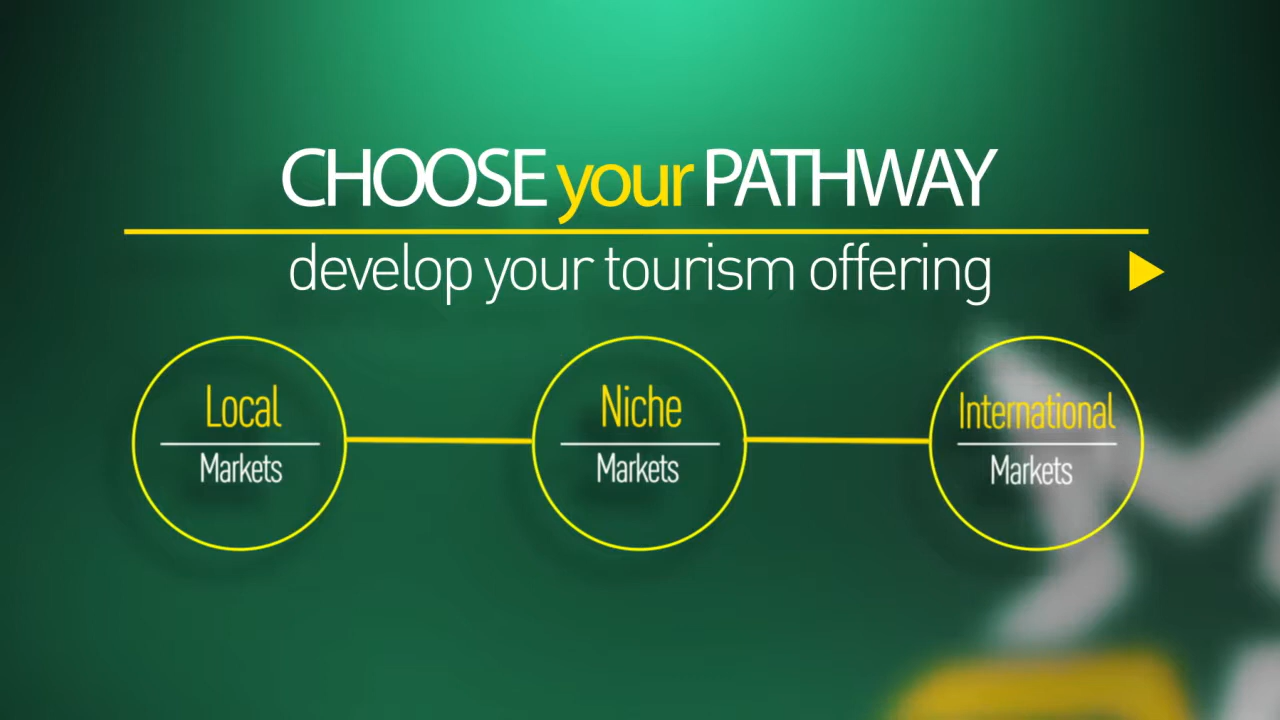 CHOOSE your PATHWAY
develop your tourism offering
Local
Markets
Niche
Markets
International
Markets